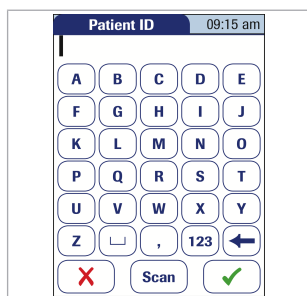 Patient ID 09:15 am
A B C D E
F G H I J
K L M N O
P Q R S T
U V W X Y
Z , 123
Scan